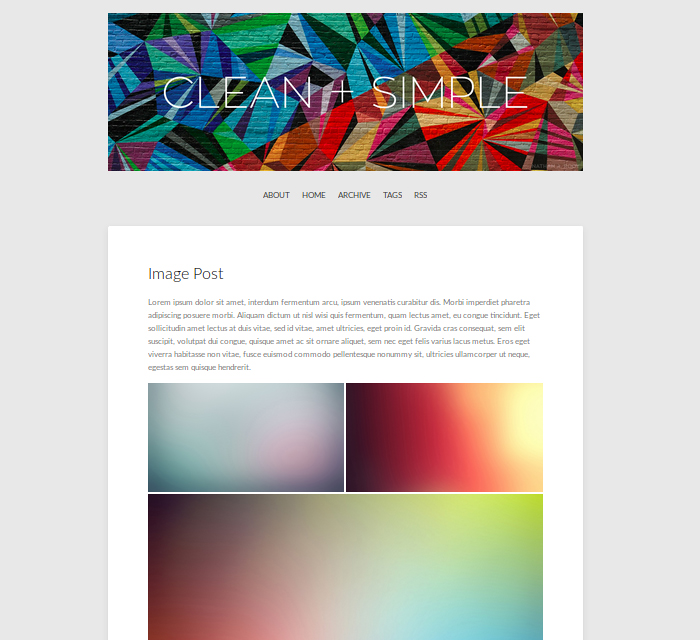 CLEAN + SIMPLE
ABOUT HOME ARCHIVE TAGS RSS
Image Post
Lorem ipsum dolor sit amet, interdum fermentum arcu, ipsum venenatis curabitur dis. Morbi imperdiet pharetra
adipiscing posuere morbi. Aliquam dictum ut nisl wisi quis fermentum, quam lectus amet, eu congue tincidunt. Eget
sollicitudin amet lectus at duis vitae, sed id vitae, amet ultricies, eget proin id. Gravida cras consequat, sem elit
suscipit, volutpat dui congue, quisque amet ac sit ornare aliquet, sem nec eget felis varius lacus metus. Eros eget
viverra habitasse non vitae, fusce euismod commodo pellentesque nonummy sit, ultricies ullamcorper ut neque,
egestas sem quisque hendrerit.